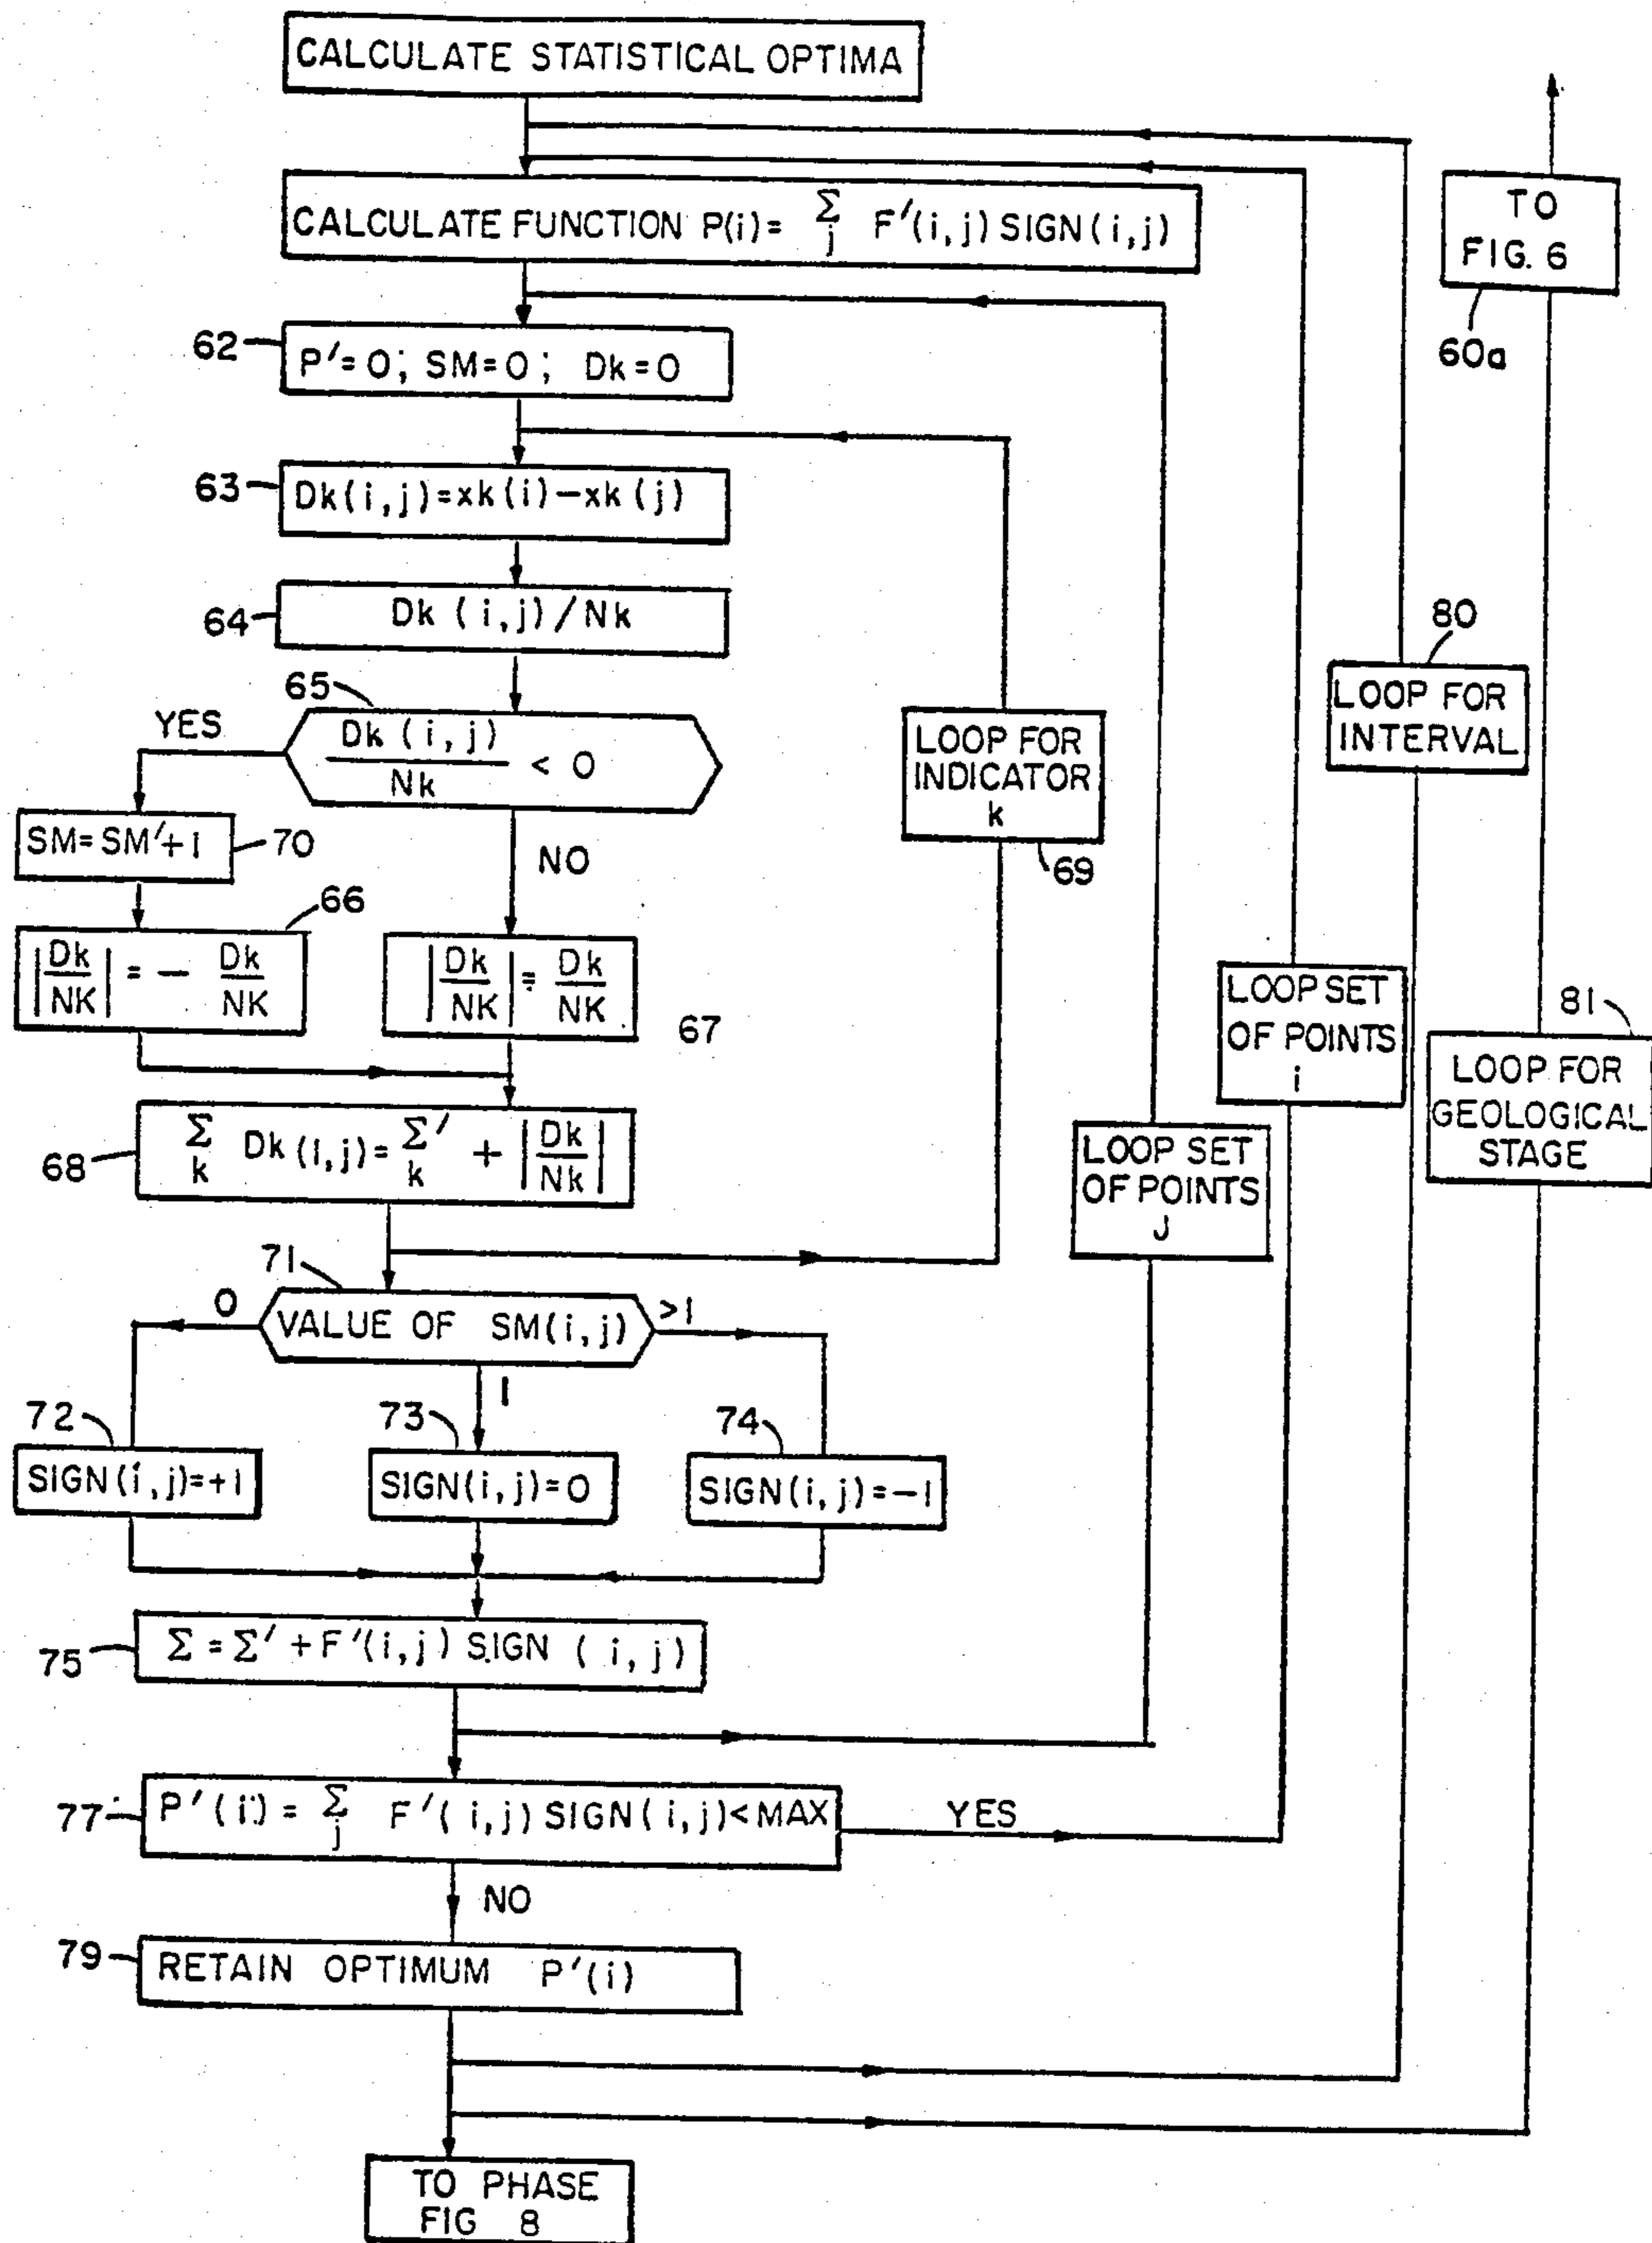 CALCULATE STATISTICAL OPTIMA
CALCULATE FUNCTION P(i)= Σ j F′(i,j) SIGN(i,j)
TO
FIG. 6
60a
62
P′=0; SM=0; Dk=0
63
Dk(i,j)=xk(i)−xk(j)
64
Dk (i,j)/Nk
65
YES
Dk (i,j)
Nk
< 0
NO
SM=SM′+1
70
66
|Dk/NK| = − Dk/NK
|Dk/NK| = Dk/NK
67
68
Σ k Dk(i,j)= Σ′ k + |Dk/Nk|
LOOP FOR
INDICATOR
k
69
80
LOOP FOR
INTERVAL
LOOP SET
OF POINTS
i
81
LOOP FOR
GEOLOGICAL
STAGE
LOOP SET
OF POINTS
J
71
0
VALUE OF SM(i,j)
>1
1
72
SIGN(i,j)=+1
73
SIGN(i,j)=0
74
SIGN(i,j)=−1
75
Σ=Σ′+F′(i,j) SIGN (i,j)
77
P′(i)= Σ j F′(i,j) SIGN(i,j)<MAX
YES
NO
79
RETAIN OPTIMUM P′(i)
TO PHASE
FIG 8